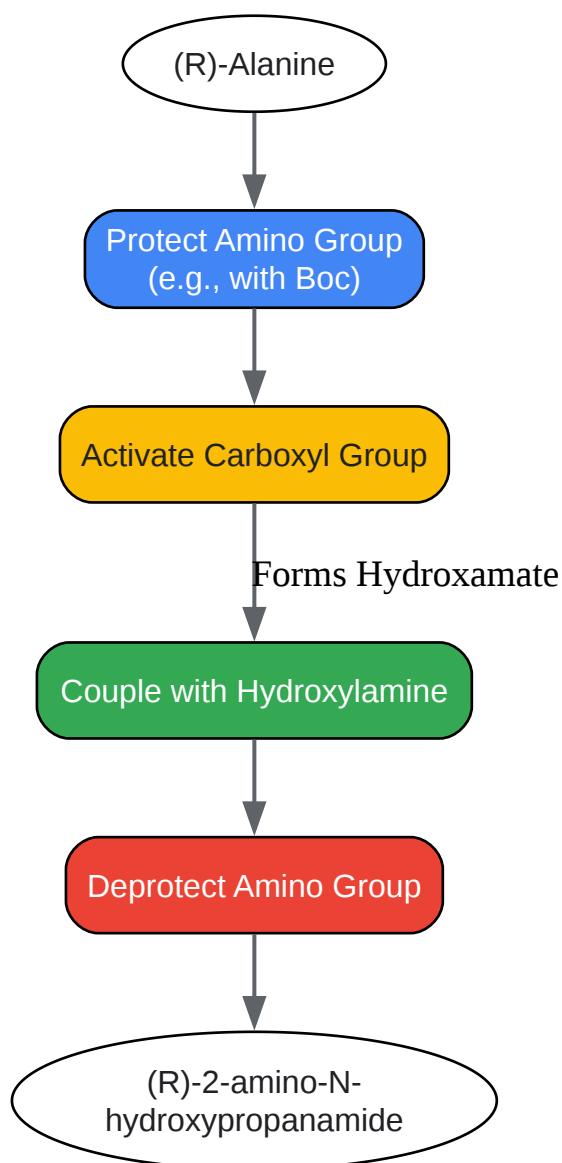 (R)-Alanine
Protect Amino Group
(e.g., with Boc)
Activate Carboxyl Group
Forms Hydroxamate
Couple with Hydroxylamine
Deprotect Amino Group
(R)-2-amino-N-
hydroxypropanamide